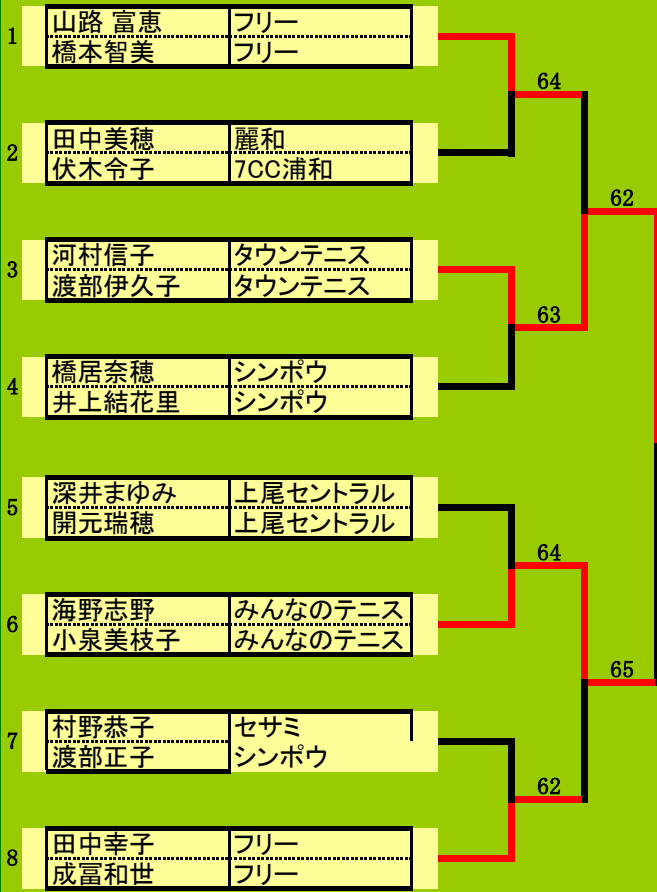 1 山路 富恵 フリー
橋本智美 フリー
64
2 田中美穂 麗和
伏木令子 7CC浦和
62
3 河村信子 タウンテニス
渡部伊久子 タウンテニス
63
4 橋居奈穂 シンポウ
井上結花里 シンポウ
5 深井まゆみ 上尾セントラル
開元瑞穂 上尾セントラル
64
6 海野志野 みんなのテニス
小泉美枝子 みんなのテニス
65
7 村野恭子 セサミ
渡部正子 シンポウ
62
8 田中幸子 フリー
成冨和世 フリー